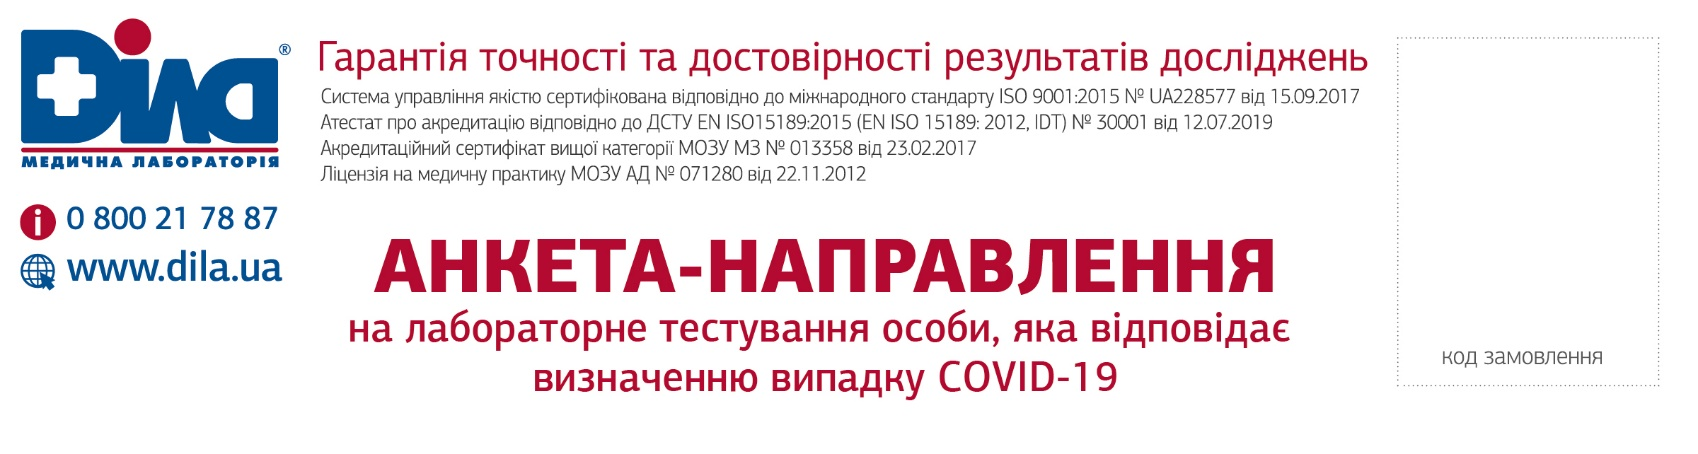 Діла®
МЕДИЧНА ЛАБОРАТОРІЯ
0 800 21 78 87
www.dila.ua
Гарантія точності та достовірності результатів досліджень
Система управління якістю сертифікована відповідно до міжнародного стандарту ISO 9001:2015 № UA228577 від 15.09.2017
Атестат про акредитацію відповідно до ДСТУ EN ISO15189:2015 (EN ISO 15189: 2012, IDT) № 30001 від 12.07.2019
Акредитаційний сертифікат вищої категорії МОЗУ МЗ № 013358 від 23.02.2017
Ліцензія на медичну практику МОЗУ АД № 071280 від 22.11.2012
АНКЕТА-НАПРАВЛЕННЯ
на лабораторне тестування особи, яка відповідає
визначенню випадку COVID-19
код замовлення